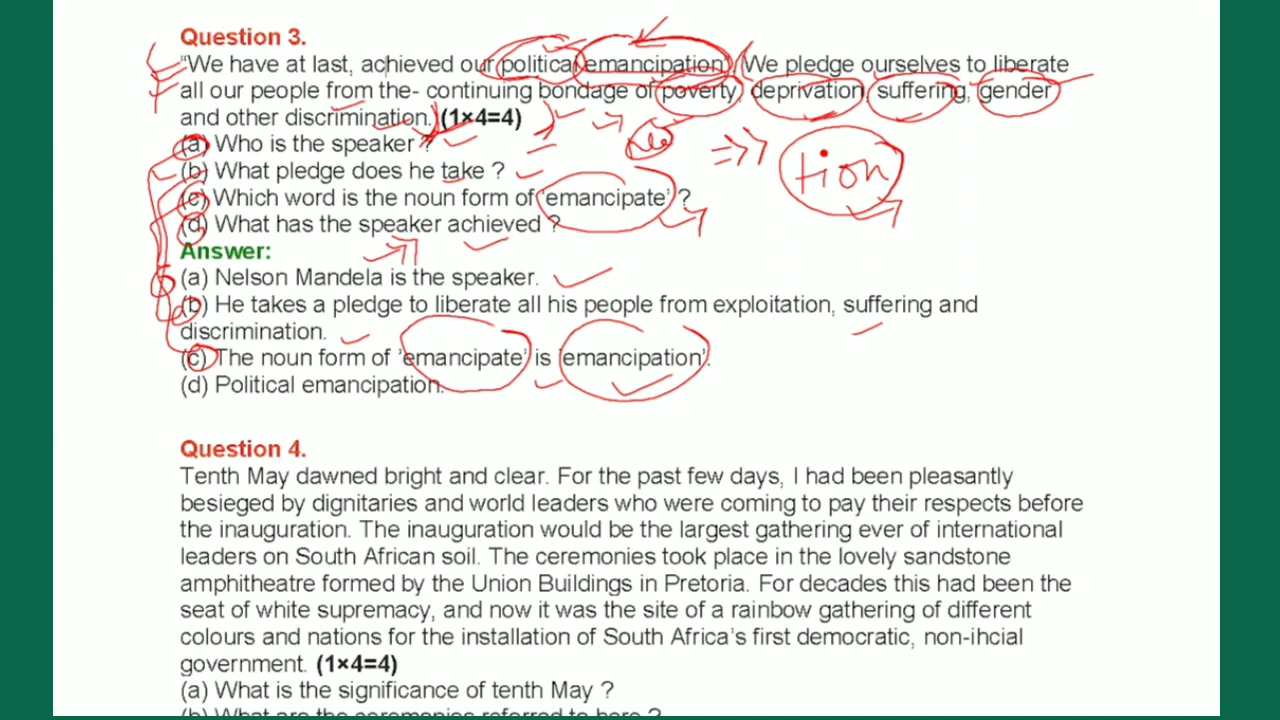 Question 3.
"We have at last, achieved our political emancipation. We pledge ourselves to liberate
all our people from the- continuing bondage of poverty, deprivation, suffering, gender
and other discrimination. (1×4=4)
tion
(a) Who is the speaker ?
(b) What pledge does he take ?
(c) Which word is the noun form of 'emancipate' ?
(d) What has the speaker achieved ?
Answer:
(a) Nelson Mandela is the speaker.
(b) He takes a pledge to liberate all his people from exploitation, suffering and
discrimination.
(c) The noun form of 'emancipate' is 'emancipation'.
(d) Political emancipation.
Question 4.
Tenth May dawned bright and clear. For the past few days, I had been pleasantly
besieged by dignitaries and world leaders who were coming to pay their respects before
the inauguration. The inauguration would be the largest gathering ever of international
leaders on South African soil. The ceremonies took place in the lovely sandstone
amphitheatre formed by the Union Buildings in Pretoria. For decades this had been the
seat of white supremacy, and now it was the site of a rainbow gathering of different
colours and nations for the installation of South Africa's first democratic, non-ihcial
government. (1×4=4)
(a) What is the significance of tenth May ?
(b) What are the ceremonies referred to here ?